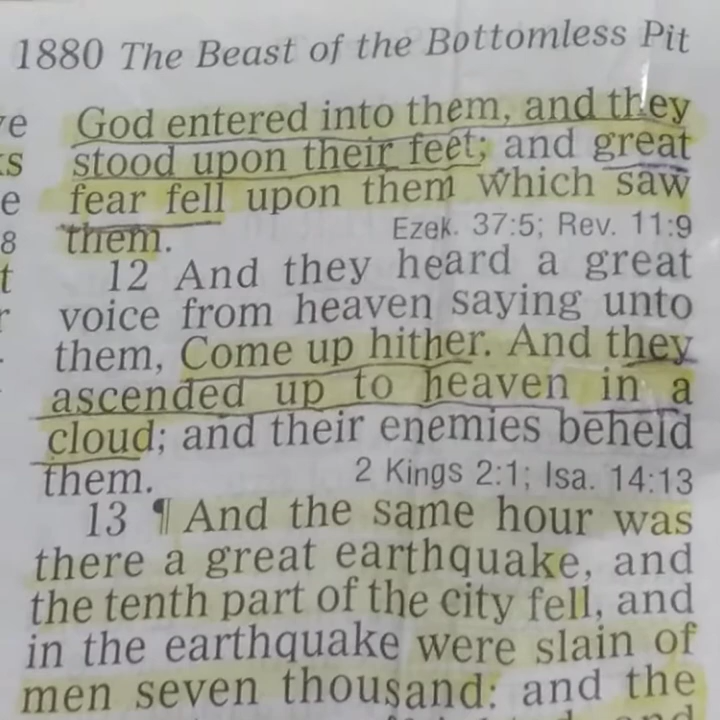 1880 The Beast of the Bottomless Pit
God entered into them, and they
stood upon their feet; and great
fear fell upon them which saw
them. Ezek. 37:5; Rev. 11:9
12 And they heard a great
voice from heaven saying unto
them, Come up hither. And they
ascended up to heaven in a
cloud; and their enemies beheld
them. 2 Kings 2:1; Isa. 14:13
13 ¶ And the same hour was
there a great earthquake, and
the tenth part of the city fell, and
in the earthquake were slain of
men seven thousand: and the